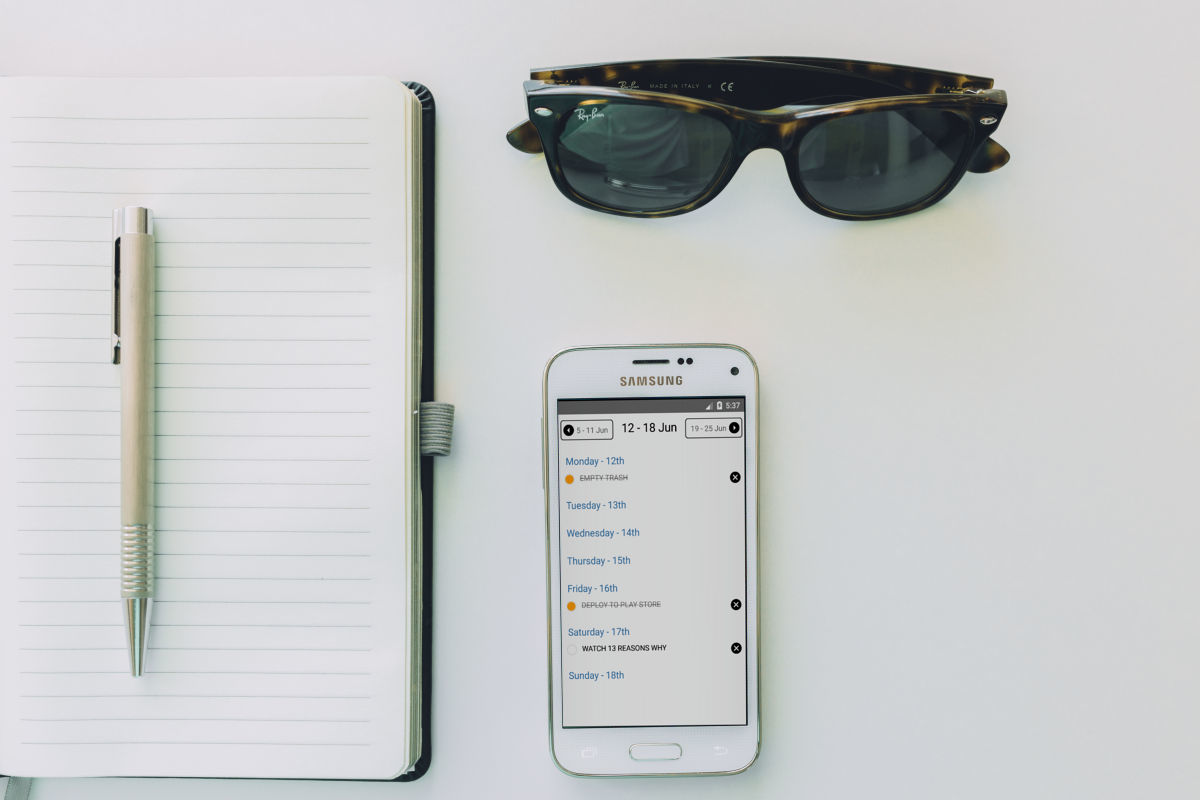 Ray-Ban MADE IN ITALY CE
Ray-Ban
SAMSUNG
5:37
5 - 11 Jun
12 - 18 Jun
19 - 25 Jun
Monday - 12th
EMPTY TRASH
Tuesday - 13th
Wednesday - 14th
Thursday - 15th
Friday - 16th
DEPLOY TO PLAY STORE
Saturday - 17th
WATCH 13 REASONS WHY
Sunday - 18th